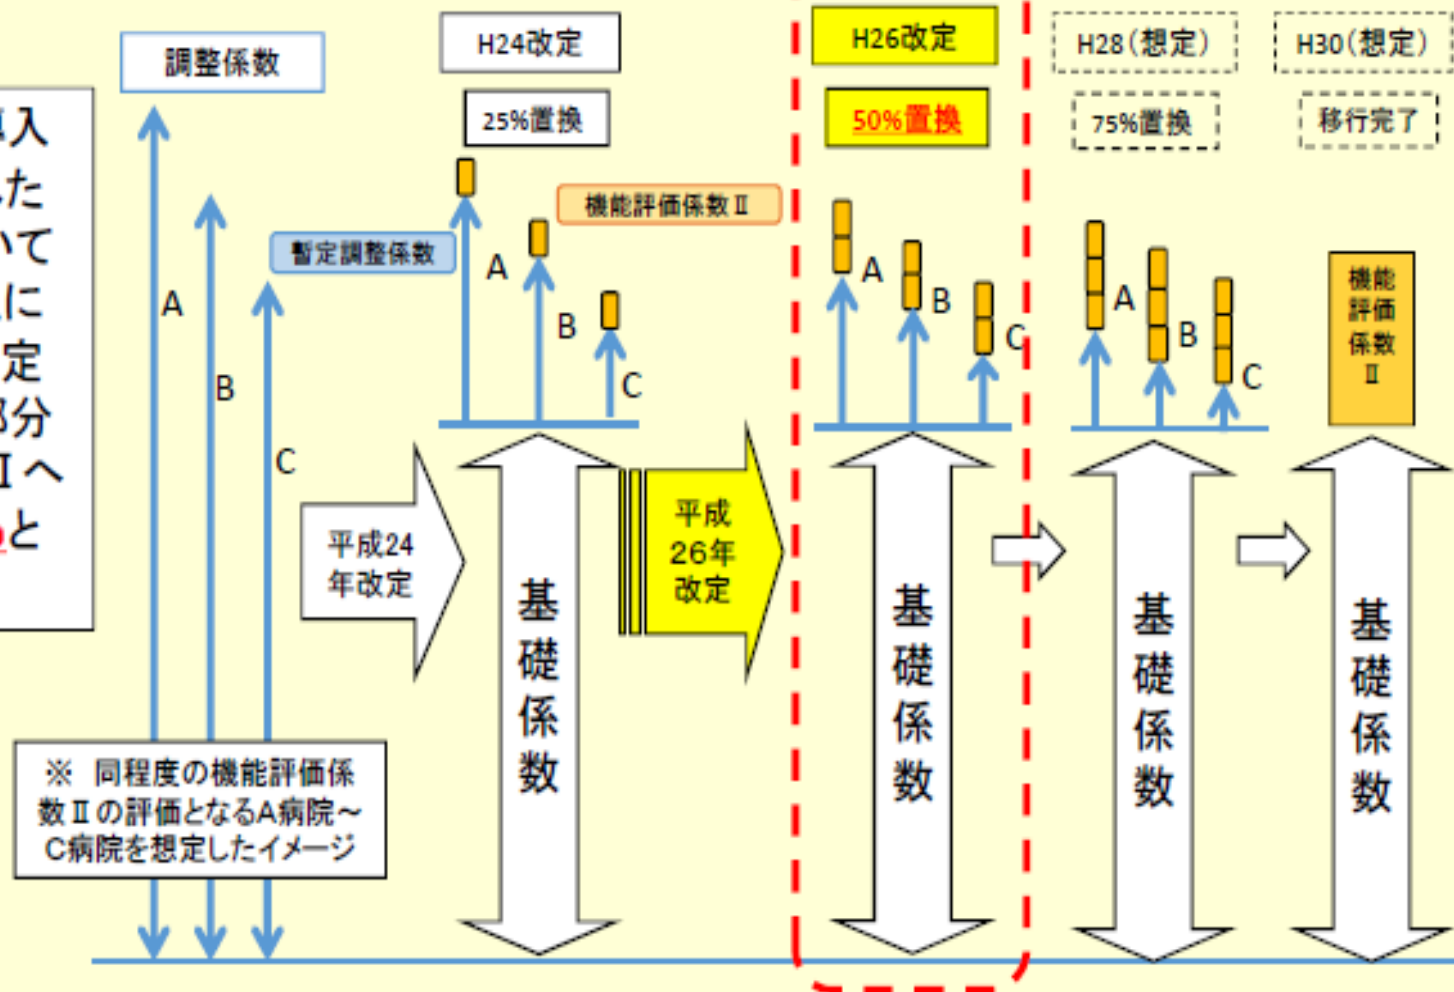 調整係数
H24改定
25%置換
H26改定
50%置換
H28(想定)
75%置換
H30(想定)
移行完了
導入
た
いて
に
定
部分
Ⅱへ
と
A
B
C
暫定調整係数
機能評価係数Ⅱ
A
B
C
A
B
C
A
B
C
機能
評価
係数
Ⅱ
平成24
年改定
平成
26年
改定
基礎係数
基礎係数
基礎係数
基礎係数
※ 同程度の機能評価係
数Ⅱの評価となるA病院~
C病院を想定したイメージ